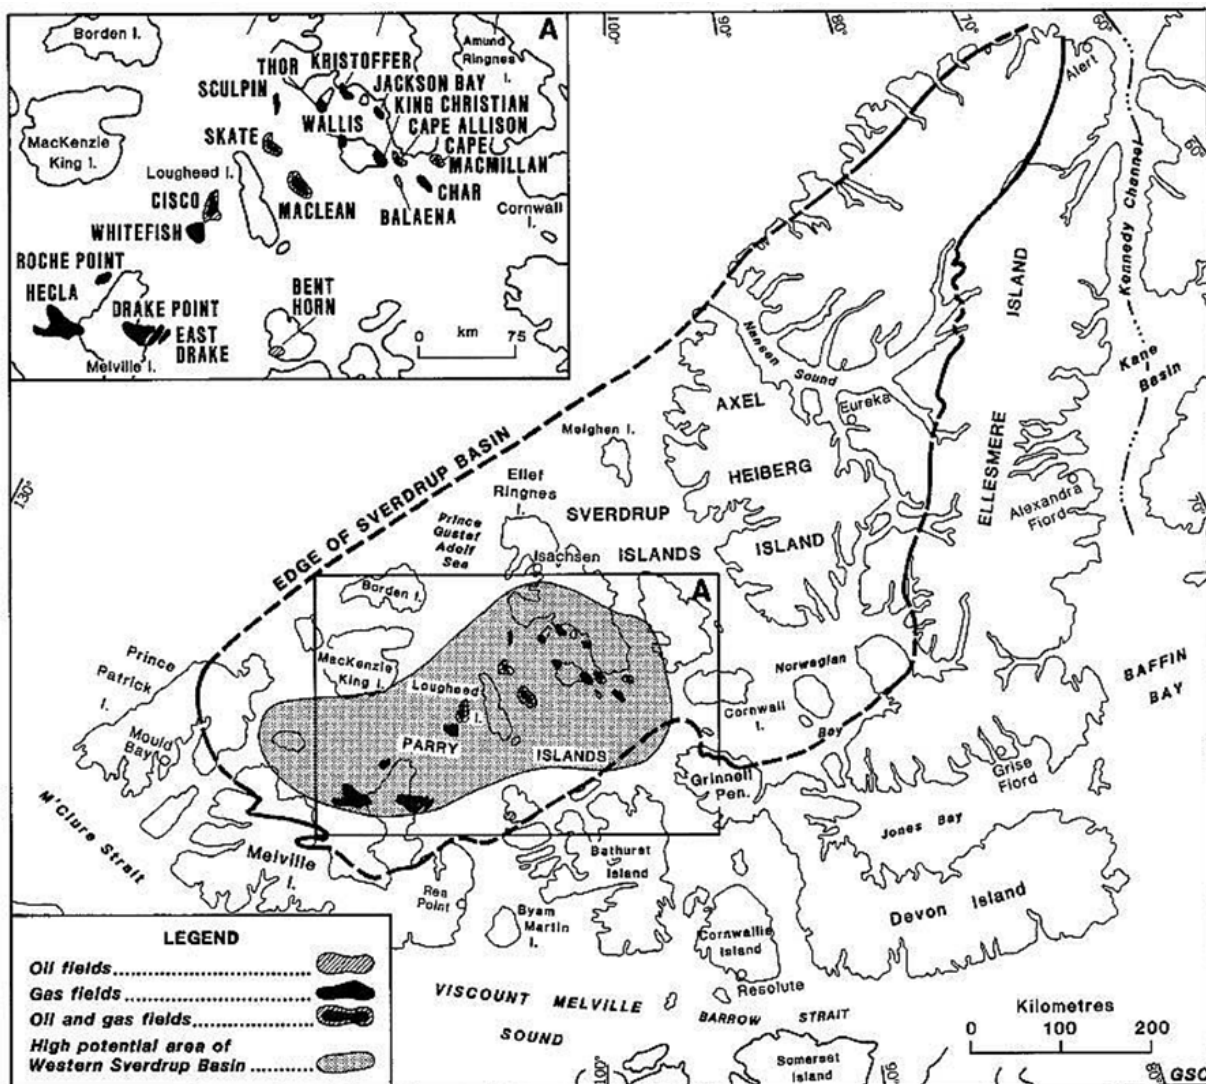 A
Borden I.
Amund
Ringnes
I.
THOR
KRISTOFFER
SCULPIN
JACKSON BAY
KING CHRISTIAN
WALLIS
CAPE ALLISON
SKATE
CAPE
MACMILLAN
MacKenzie
King I.
Lougheed I.
CISCO
MACLEAN
CHAR
BALAENA
Cornwall
I.
WHITEFISH
ROCHE POINT
HECLA
DRAKE POINT
EAST
DRAKE
BENT
HORN
Melville I.
0 km 75
100°
90°
80°
70°
60°
Alert
Kennedy Channel
ISLAND
Kane
Basin
Nansen
Sound
Eureka
AXEL
HEIBERG
ISLAND
ELLESMERE
Alexandra
Fiord
130°
EDGE OF SVERDRUP BASIN
Meighen I.
Ellef
Ringnes
I.
SVERDRUP
ISLANDS
Prince
Gustaf
Adolf
Sea
Isachsen
A
Borden I.
MacKenzie
King I.
Lougheed
I.
PARRY
ISLANDS
Norwegian
Bay
Cornwall
I.
BAFFIN
BAY
Prince
Patrick
I.
Mould
Bay
M'Clure Strait
Grinnell
Pen.
Grise
Fiord
Jones Bay
Melville
I.
Rea
Point
Bathurst
Island
Byam
Martin
I.
Cornwallie
Island
Devon Island
Resolute
VISCOUNT MELVILLE
SOUND
BARROW STRAIT
Somerset
Island
100°
80°
Kilometres
0 100 200
GSC
LEGEND
Oil fields
Gas fields
Oil and gas fields
High potential area of
Western Sverdrup Basin